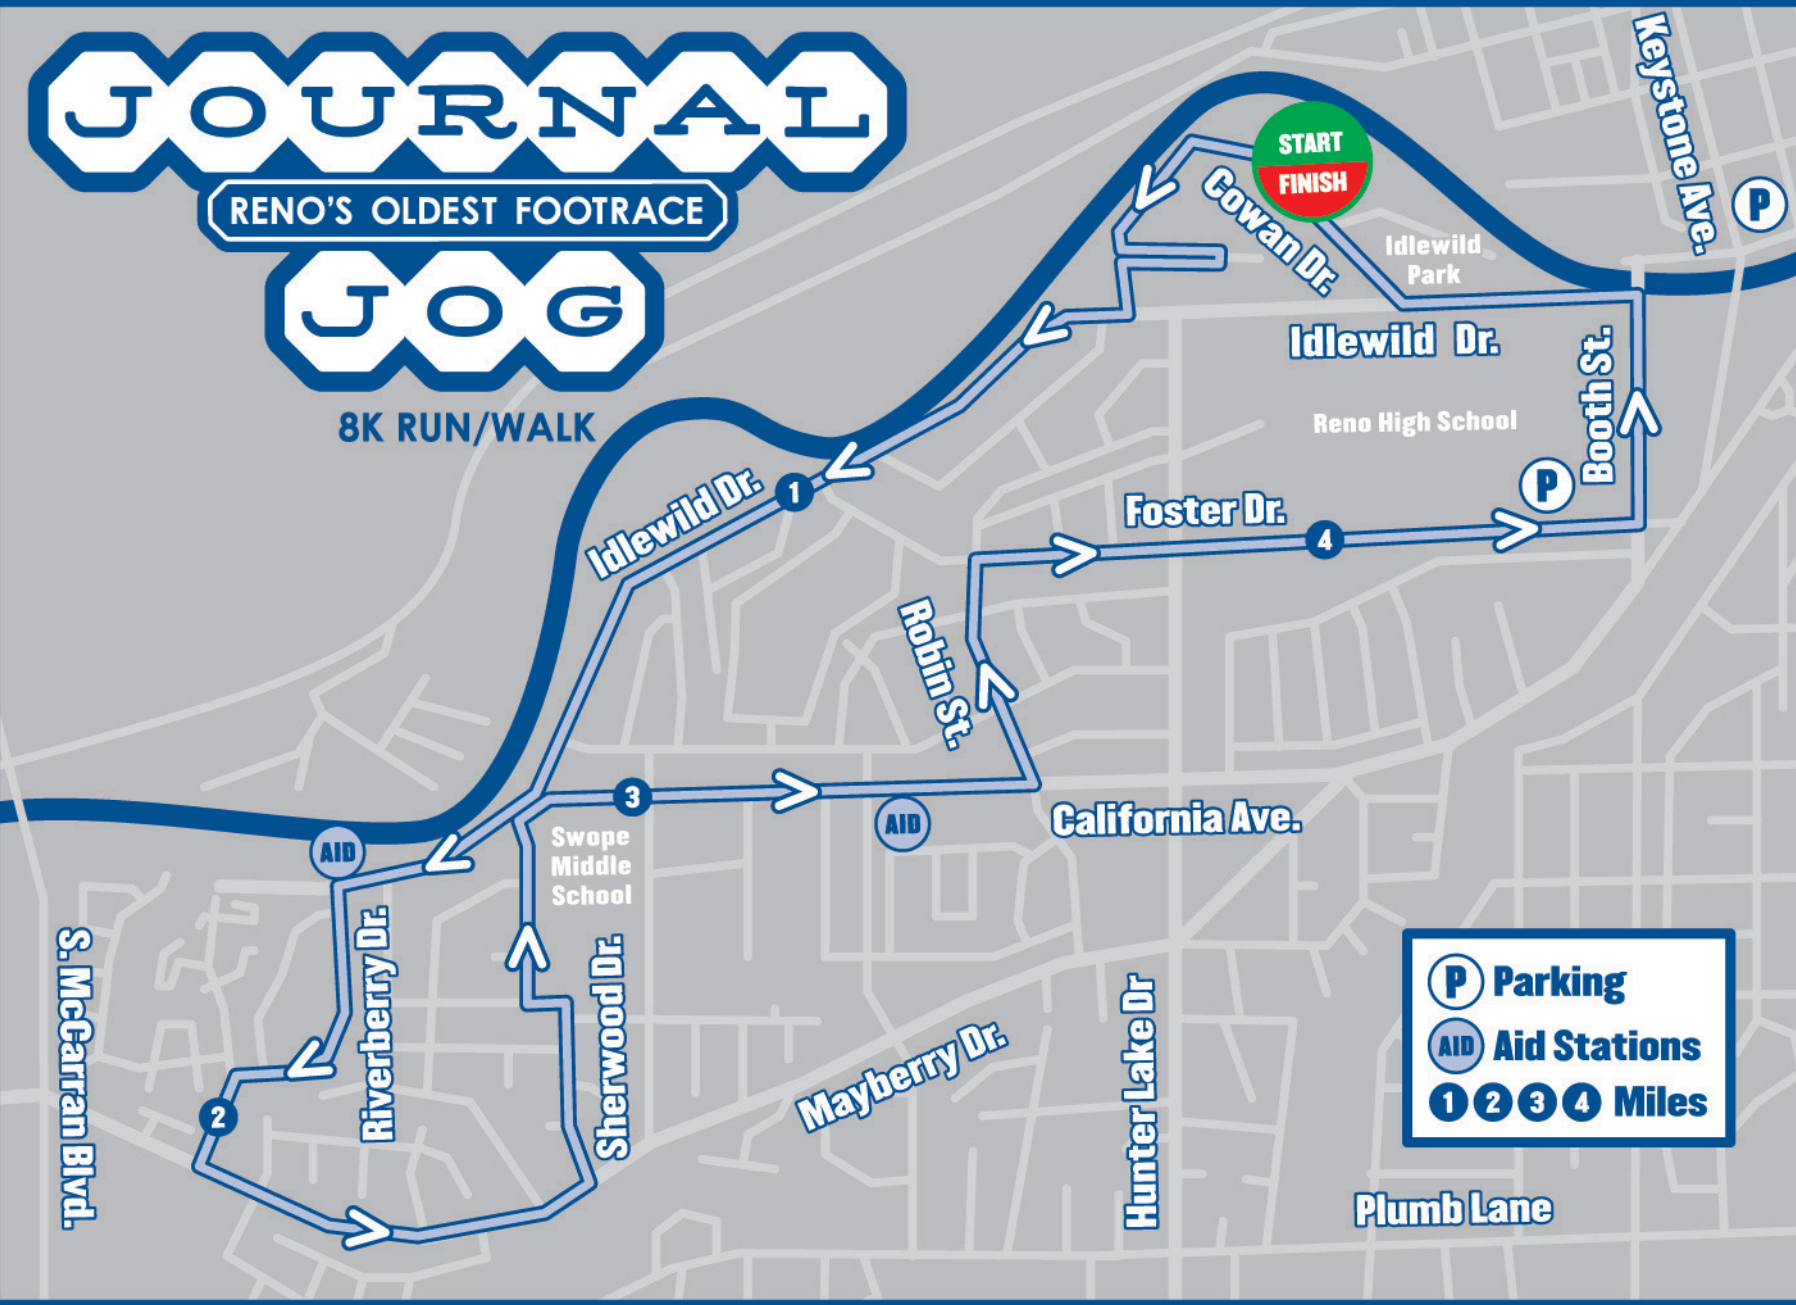 JOURNAL
RENO'S OLDEST FOOTRACE
JOG
8K RUN/WALK
Keystone Ave.
P
START
FINISH
Cowan Dr.
Idlewild
Park
Idlewild Dr.
Booth St.
Reno High School
P
Idlewild Dr.
1
Foster Dr.
4
Robin St.
3
AID
California Ave.
Swope
Middle
School
AID
S. McCarran Blvd.
Riverberry Dr.
2
Sherwood Dr.
Mayberry Dr.
Hunter Lake Dr
Plumb Lane
P Parking
AID Aid Stations
1 2 3 4 Miles